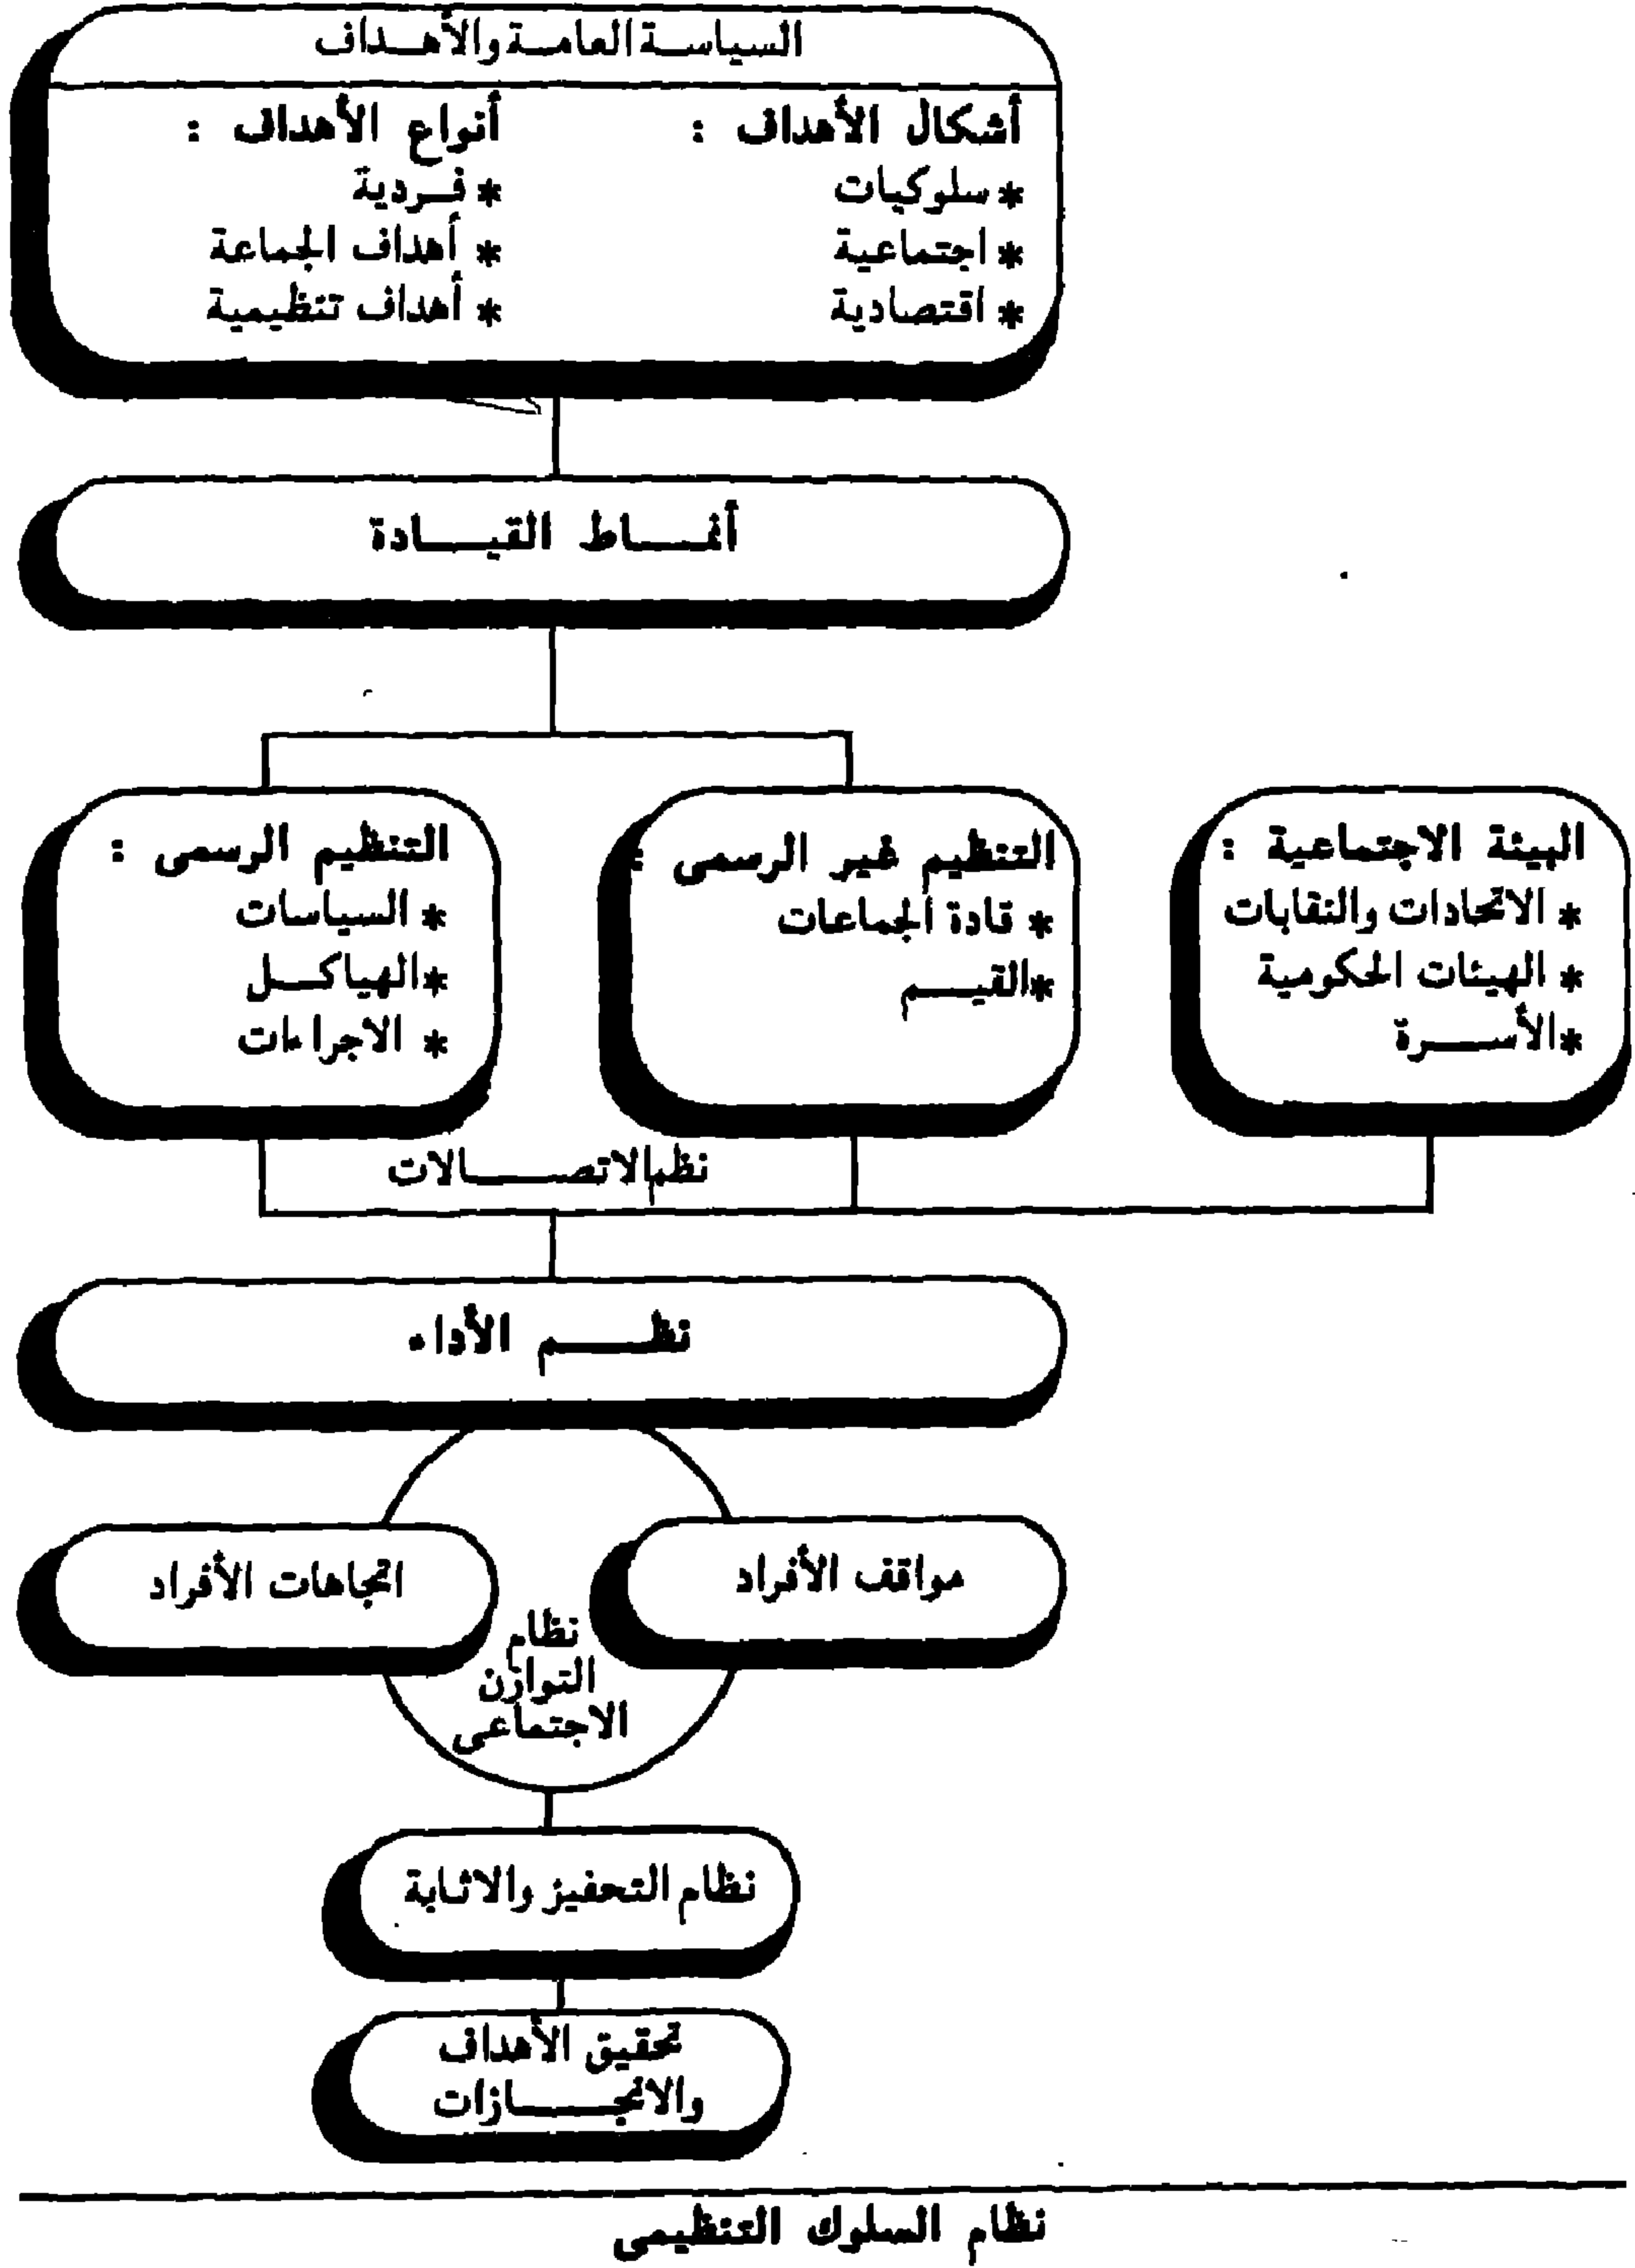 السياسة العامة والأهداف
أشكال الأهداف :
* سلوكيات
* اجتماعية
* اقتصادية
أنواع الأهداف :
* فردية
* أهداف الجماعة
* أهداف تنظيمية
أنماط القيادة
البيئة الاجتماعية :
* الاتحادات والنقابات
* الهيئات الحكومية
* الأسرة
التنظيم غير الرسمى :
* قادة الجماعات
* القيم
التنظيم الرسمى :
* السياسات
* الهياكل
* الاجراءات
نظم الاتصالات
نظم الأداء
مواقف الأفراد
اتجاهات الأفراد
نظام
التوازن
الاجتماعى
نظام التحفيز والاثابة
تحقيق الأهداف
والانجازات
نظام السلوك التنظيمى